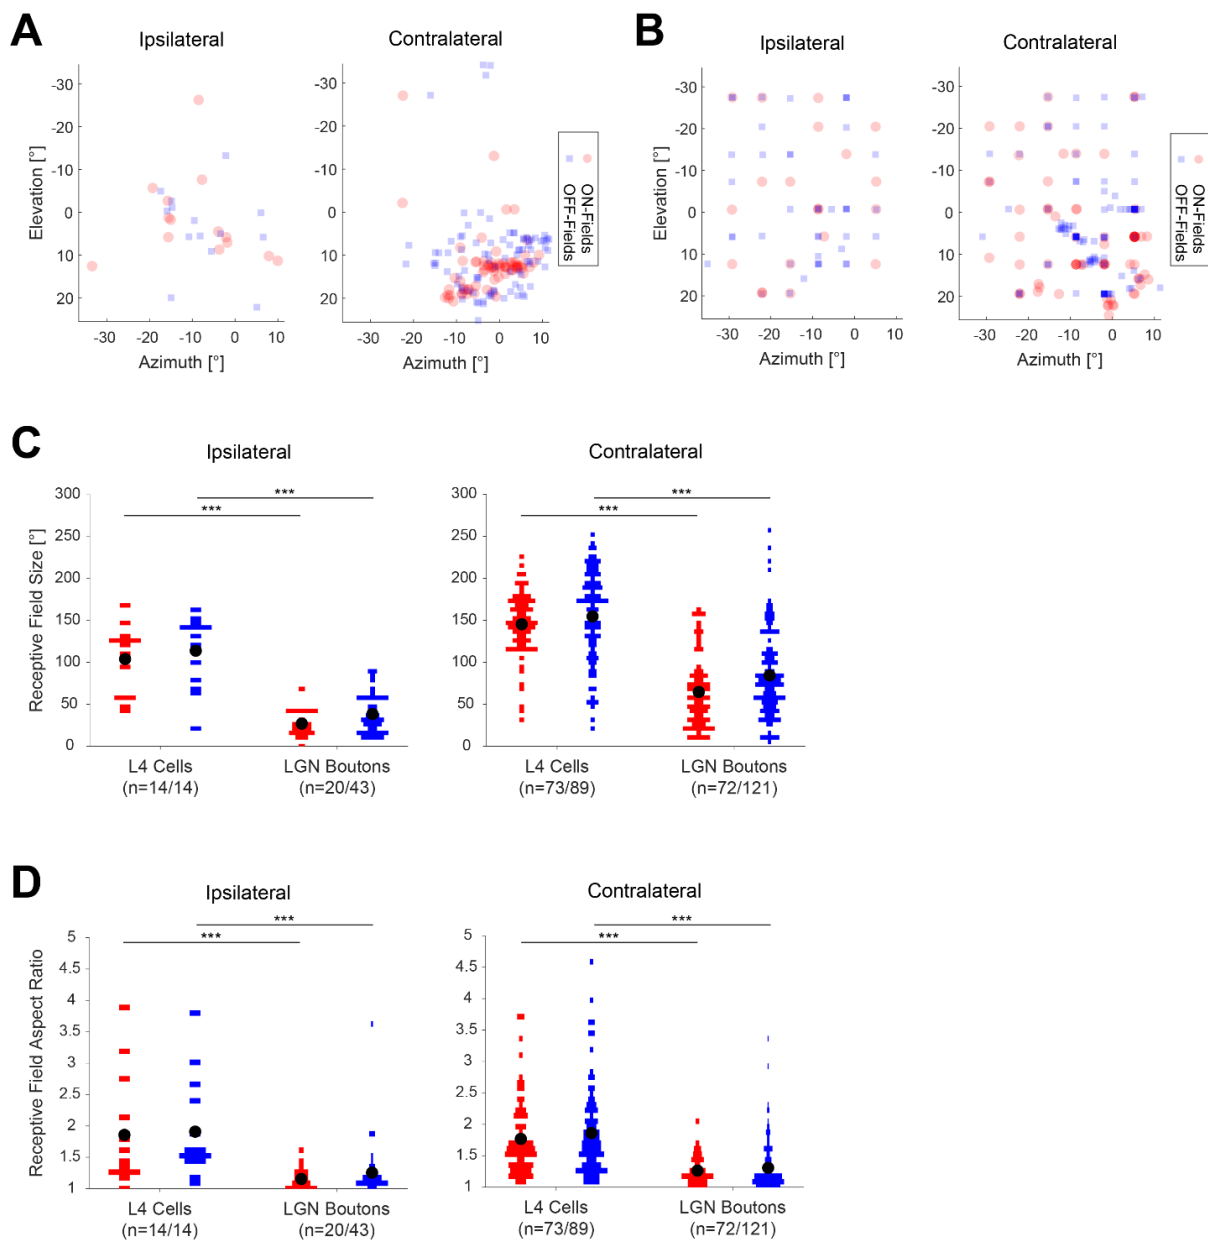 A
Ipsilateral
Contralateral
Elevation [°]
-30
-20
-10
0
10
20
-30
-20
-10
0
10
Azimuth [°]
-30
-20
-10
0
10
20
-30
-20
-10
0
10
Azimuth [°]
ON-Fields
OFF-Fields
B
Ipsilateral
Contralateral
Elevation [°]
-30
-20
-10
0
10
20
-30
-20
-10
0
10
Azimuth [°]
-30
-20
-10
0
10
20
-30
-20
-10
0
10
Azimuth [°]
ON-Fields
OFF-Fields
C
Ipsilateral
Contralateral
Receptive Field Size [°]
300
250
200
150
100
50
0
***
***
L4 Cells
(n=14/14)
LGN Boutons
(n=20/43)
300
250
200
150
100
50
0
***
***
L4 Cells
(n=73/89)
LGN Boutons
(n=72/121)
D
Ipsilateral
Contralateral
Receptive Field Aspect Ratio
5
4.5
4
3.5
3
2.5
2
1.5
1
***
***
L4 Cells
(n=14/14)
LGN Boutons
(n=20/43)
5
4.5
4
3.5
3
2.5
2
1.5
1
***
***
L4 Cells
(n=73/89)
LGN Boutons
(n=72/121)